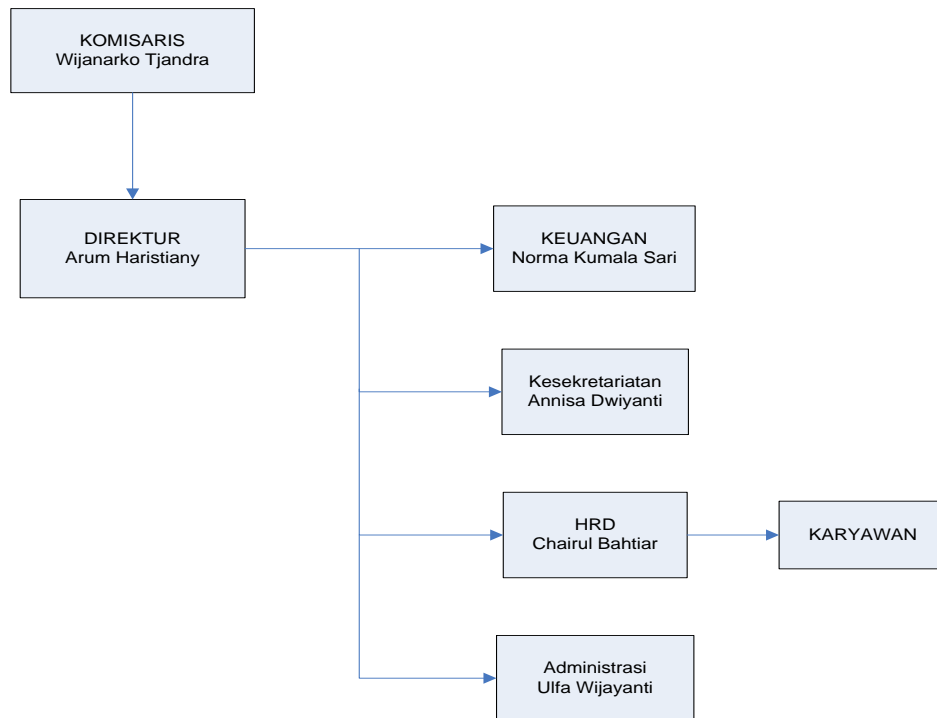 KOMISARIS
Wijanarko Tjandra
DIREKTUR
Arum Haristiany
KEUANGAN
Norma Kumala Sari
Kesekretariatan
Annisa Dwiyanti
HRD
Chairul Bahtiar
KARYAWAN
Administrasi
Ulfa Wijayanti